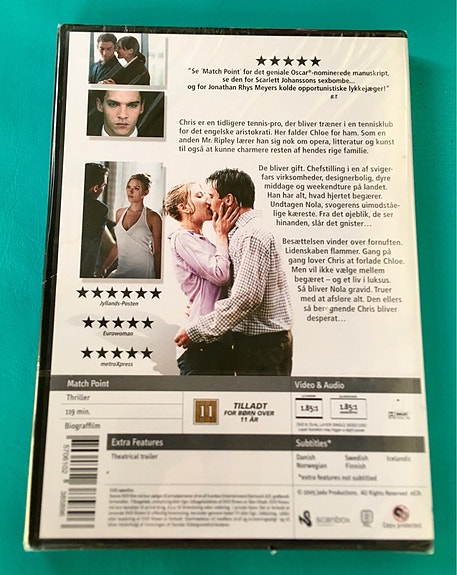 ★★★★★
"Se 'Match Point' for det geniale Oscar®-nominerede manuskript,
se den for Scarlett Johanssons sexbombe...
og for Jonathan Rhys Meyers kolde opportunistiske lykkejæger!"
B.T.
Chris er en tidligere tennis-pro, der bliver træner i en tennisklub
for det engelske aristokrati. Her falder Chloe for ham. Som en
anden Mr. Ripley lærer han sig nok om opera, litteratur og kunst
til også at kunne charmere resten af hendes rige familie.
De bliver gift. Chefstilling i en af sviger-
fars virksomheder, designerbolig, dyre
middage og weekendture på landet.
Han har alt, hvad hjertet begærer.
Undtagen Nola, svogerens uimodståe-
lige kæreste. Fra det øjeblik, de ser
hinanden, slår det gnister...
Besættelsen vinder over fornuften.
Lidenskaben flammer. Gang på
gang lover Chris at forlade Chloe.
Men vil ikke vælge mellem
begæret – og et liv i luksus.
Så bliver Nola gravid. Truer
med at afsløre alt. Den ellers
så beregnende Chris bliver
desperat...
★★★★★★
Jyllands-Posten
★★★★★
Eurowoman
★★★★★
metroXpress
Match Point
Thriller
119 min.
Biograffilm
11
TILLADT
FOR BØRN OVER
11 ÅR
Video & Audio
1.85:1
1.85:1
Extra Features
Theatrical trailer
Subtitles*
Danish Swedish Icelandic
Norwegian Finnish
*extra features not subtitled
© 2005 Jada Productions. All Rights Reserved.
scanbox
Copy protected